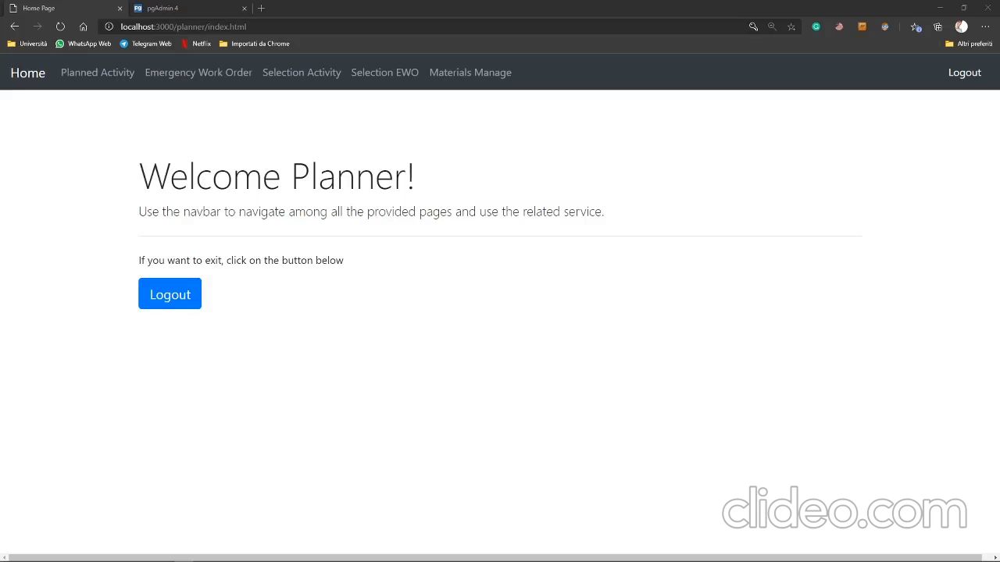 Home Page
pgAdmin 4
localhost:3000/planner/index.html
Università WhatsApp Web Telegram Web Netflix Importati da Chrome Altri preferiti
Home Planned Activity Emergency Work Order Selection Activity Selection EWO Materials Manage Logout
Welcome Planner!
Use the navbar to navigate among all the provided pages and use the related service.
If you want to exit, click on the button below
Logout
clideo.com